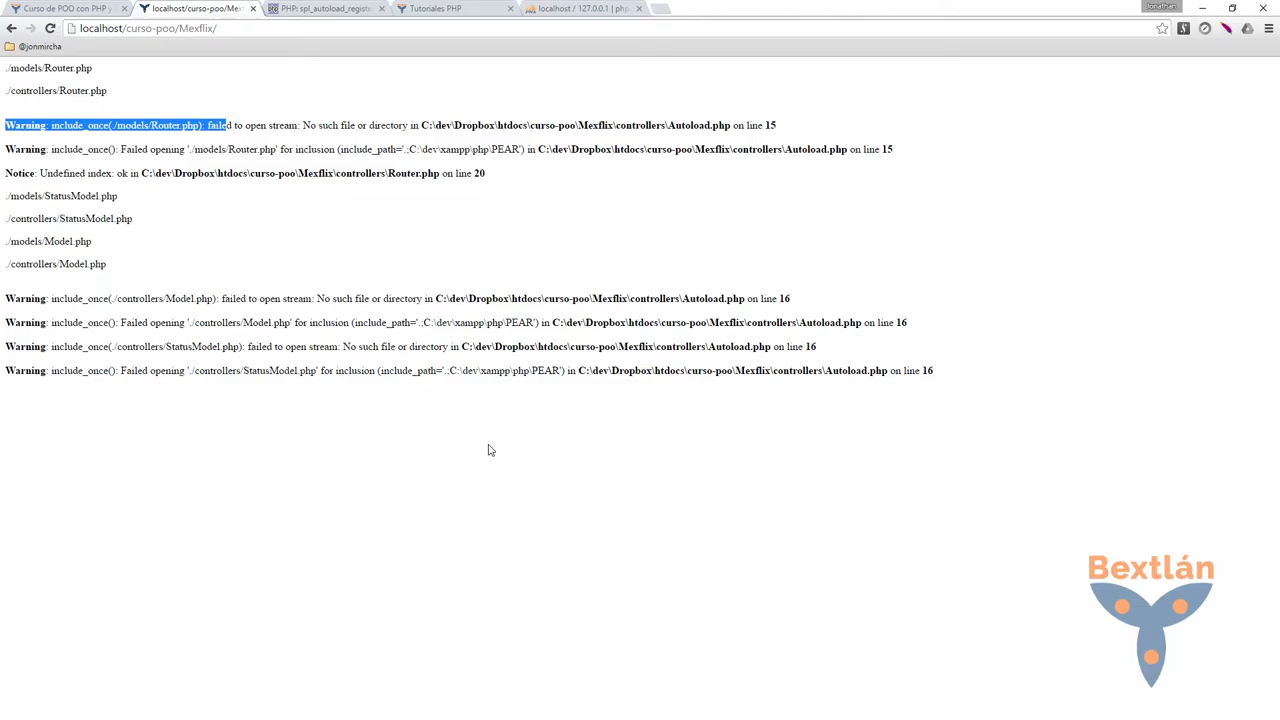 Curso de POO con PHP y
localhost/curso-poo/Mex
PHP: spl_autoload_registe
Tutoriales PHP
localhost / 127.0.0.1 | php
Jonathan
localhost/curso-poo/Mexflix/
@jonmircha
./models/Router.php
./controllers/Router.php
Warning: include_once(./models/Router.php): failed to open stream: No such file or directory in C:\dev\Dropbox\htdocs\curso-poo\Mexflix\controllers\Autoload.php on line 15
Warning: include_once(): Failed opening './models/Router.php' for inclusion (include_path='.;C:\dev\xampp\php\PEAR') in C:\dev\Dropbox\htdocs\curso-poo\Mexflix\controllers\Autoload.php on line 15
Notice: Undefined index: ok in C:\dev\Dropbox\htdocs\curso-poo\Mexflix\controllers\Router.php on line 20
./models/StatusModel.php
./controllers/StatusModel.php
./models/Model.php
./controllers/Model.php
Warning: include_once(./controllers/Model.php): failed to open stream: No such file or directory in C:\dev\Dropbox\htdocs\curso-poo\Mexflix\controllers\Autoload.php on line 16
Warning: include_once(): Failed opening './controllers/Model.php' for inclusion (include_path='.;C:\dev\xampp\php\PEAR') in C:\dev\Dropbox\htdocs\curso-poo\Mexflix\controllers\Autoload.php on line 16
Warning: include_once(./controllers/StatusModel.php): failed to open stream: No such file or directory in C:\dev\Dropbox\htdocs\curso-poo\Mexflix\controllers\Autoload.php on line 16
Warning: include_once(): Failed opening './controllers/StatusModel.php' for inclusion (include_path='.;C:\dev\xampp\php\PEAR') in C:\dev\Dropbox\htdocs\curso-poo\Mexflix\controllers\Autoload.php on line 16
Bextlán